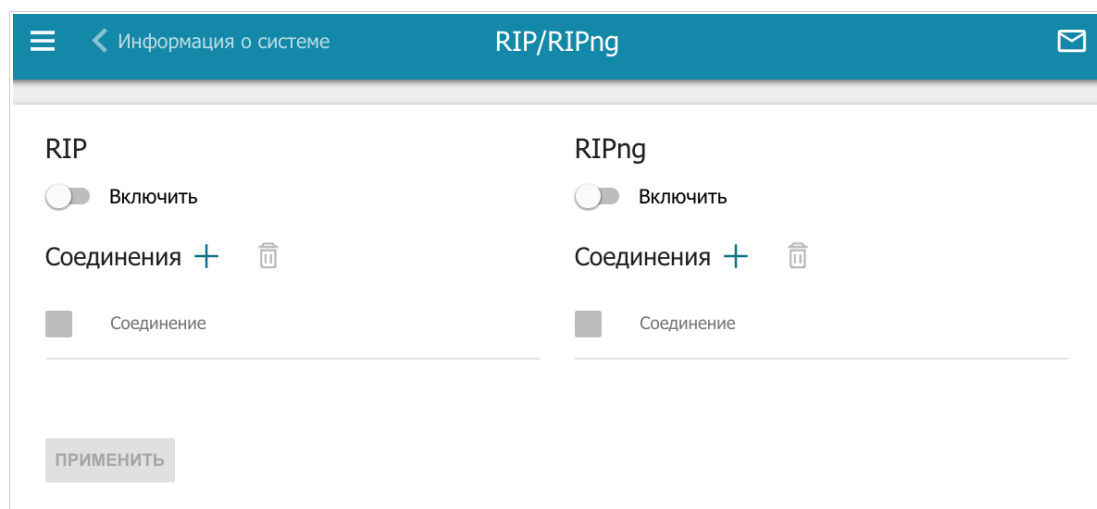 Информация о системе
RIP/RIPng
RIP
Включить
Соединения
Соединение
ПРИМЕНИТЬ
RIPng
Включить
Соединения
Соединение